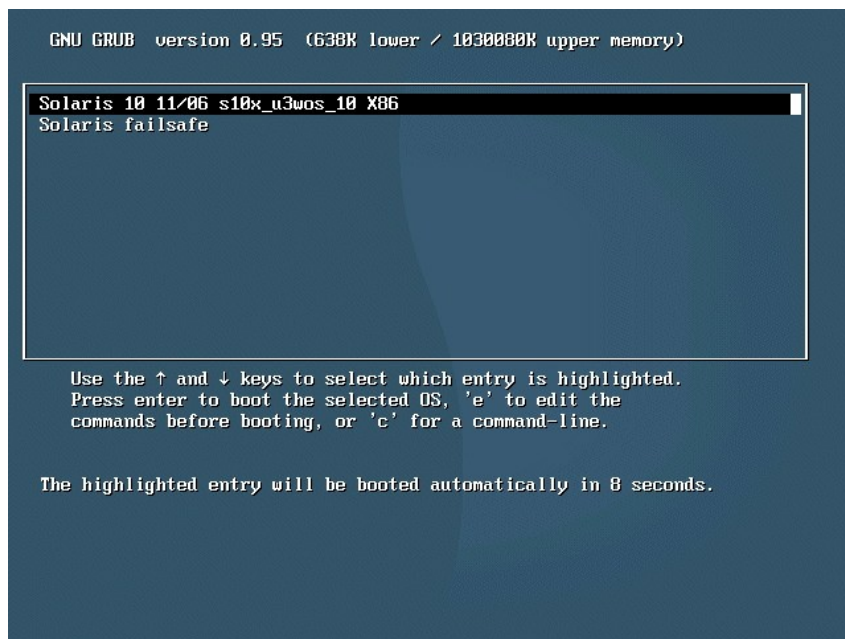 GNU GRUB version 0.95 (638K lower / 1030080K upper memory)
Solaris 10 11/06 s10x_u3wos_10 X86
Solaris failsafe
Use the ↑ and ↓ keys to select which entry is highlighted.
Press enter to boot the selected OS, 'e' to edit the
commands before booting, or 'c' for a command-line.
The highlighted entry will be booted automatically in 8 seconds.